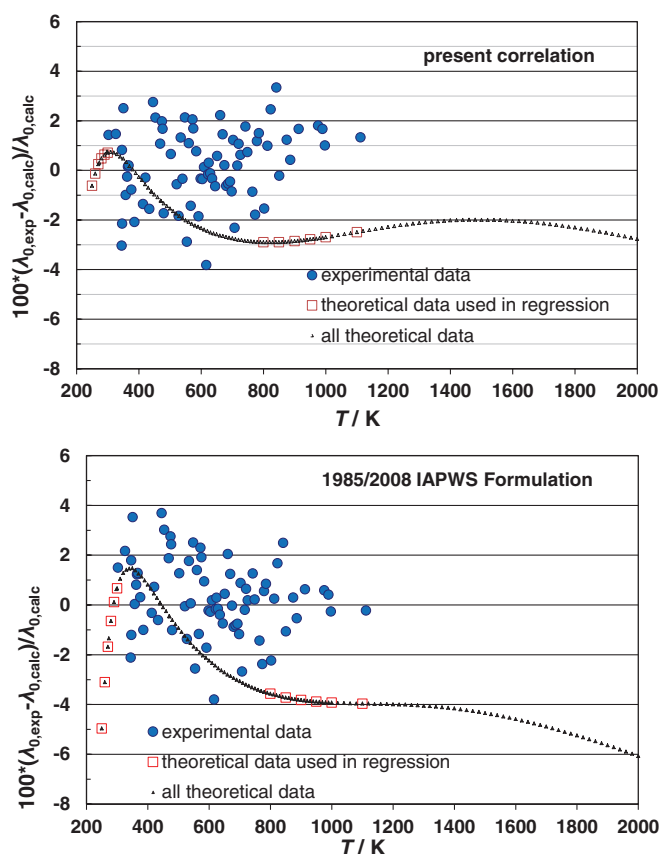 6
4
2
0
-2
-4
-6
-8
100*(λ0,exp-λ0,calc)/λ0,calc
present correlation
experimental data
theoretical data used in regression
all theoretical data
200 400 600 800 1000 1200 1400 1600 1800 2000
T / K
6
4
2
0
-2
-4
-6
-8
100*(λ0,exp-λ0,calc)/λ0,calc
1985/2008 IAPWS Formulation
experimental data
theoretical data used in regression
all theoretical data
200 400 600 800 1000 1200 1400 1600 1800 2000
T / K